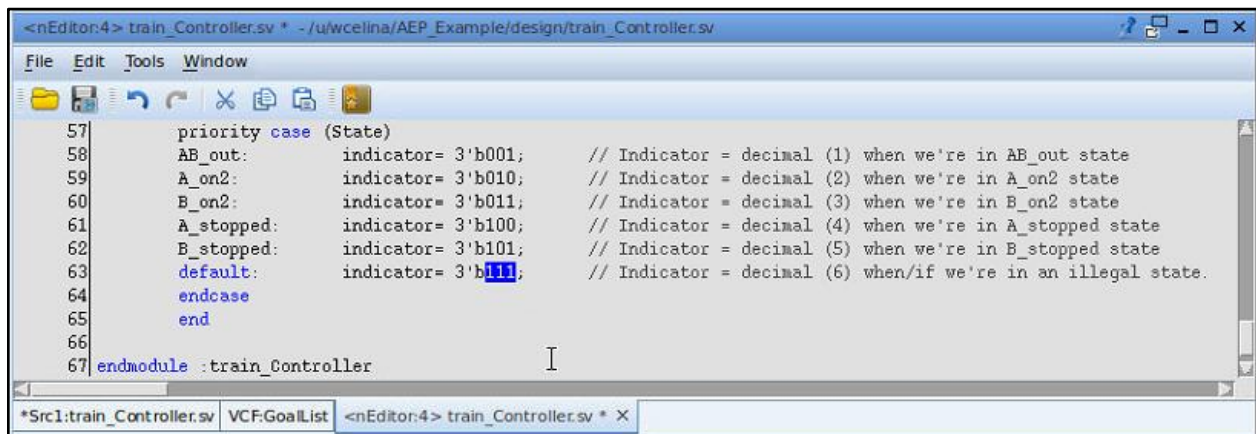 <nEditor:4> train_Controller.sv * - /u/wcelina/AEP_Example/design/train_Controller.sv
File Edit Tools Window
57 priority case (State)
58 AB_out: indicator= 3'b001; // Indicator = decimal (1) when we're in AB_out state
59 A_on2: indicator= 3'b010; // Indicator = decimal (2) when we're in A_on2 state
60 B_on2: indicator= 3'b011; // Indicator = decimal (3) when we're in B_on2 state
61 A_stopped: indicator= 3'b100; // Indicator = decimal (4) when we're in A_stopped state
62 B_stopped: indicator= 3'b101; // Indicator = decimal (5) when we're in B_stopped state
63 default: indicator= 3'b111; // Indicator = decimal (6) when/if we're in an illegal state.
64 endcase
65 end
66
67 endmodule :train_Controller
*Src1:train_Controller.sv VCF:GoalList <nEditor:4> train_Controller.sv * X